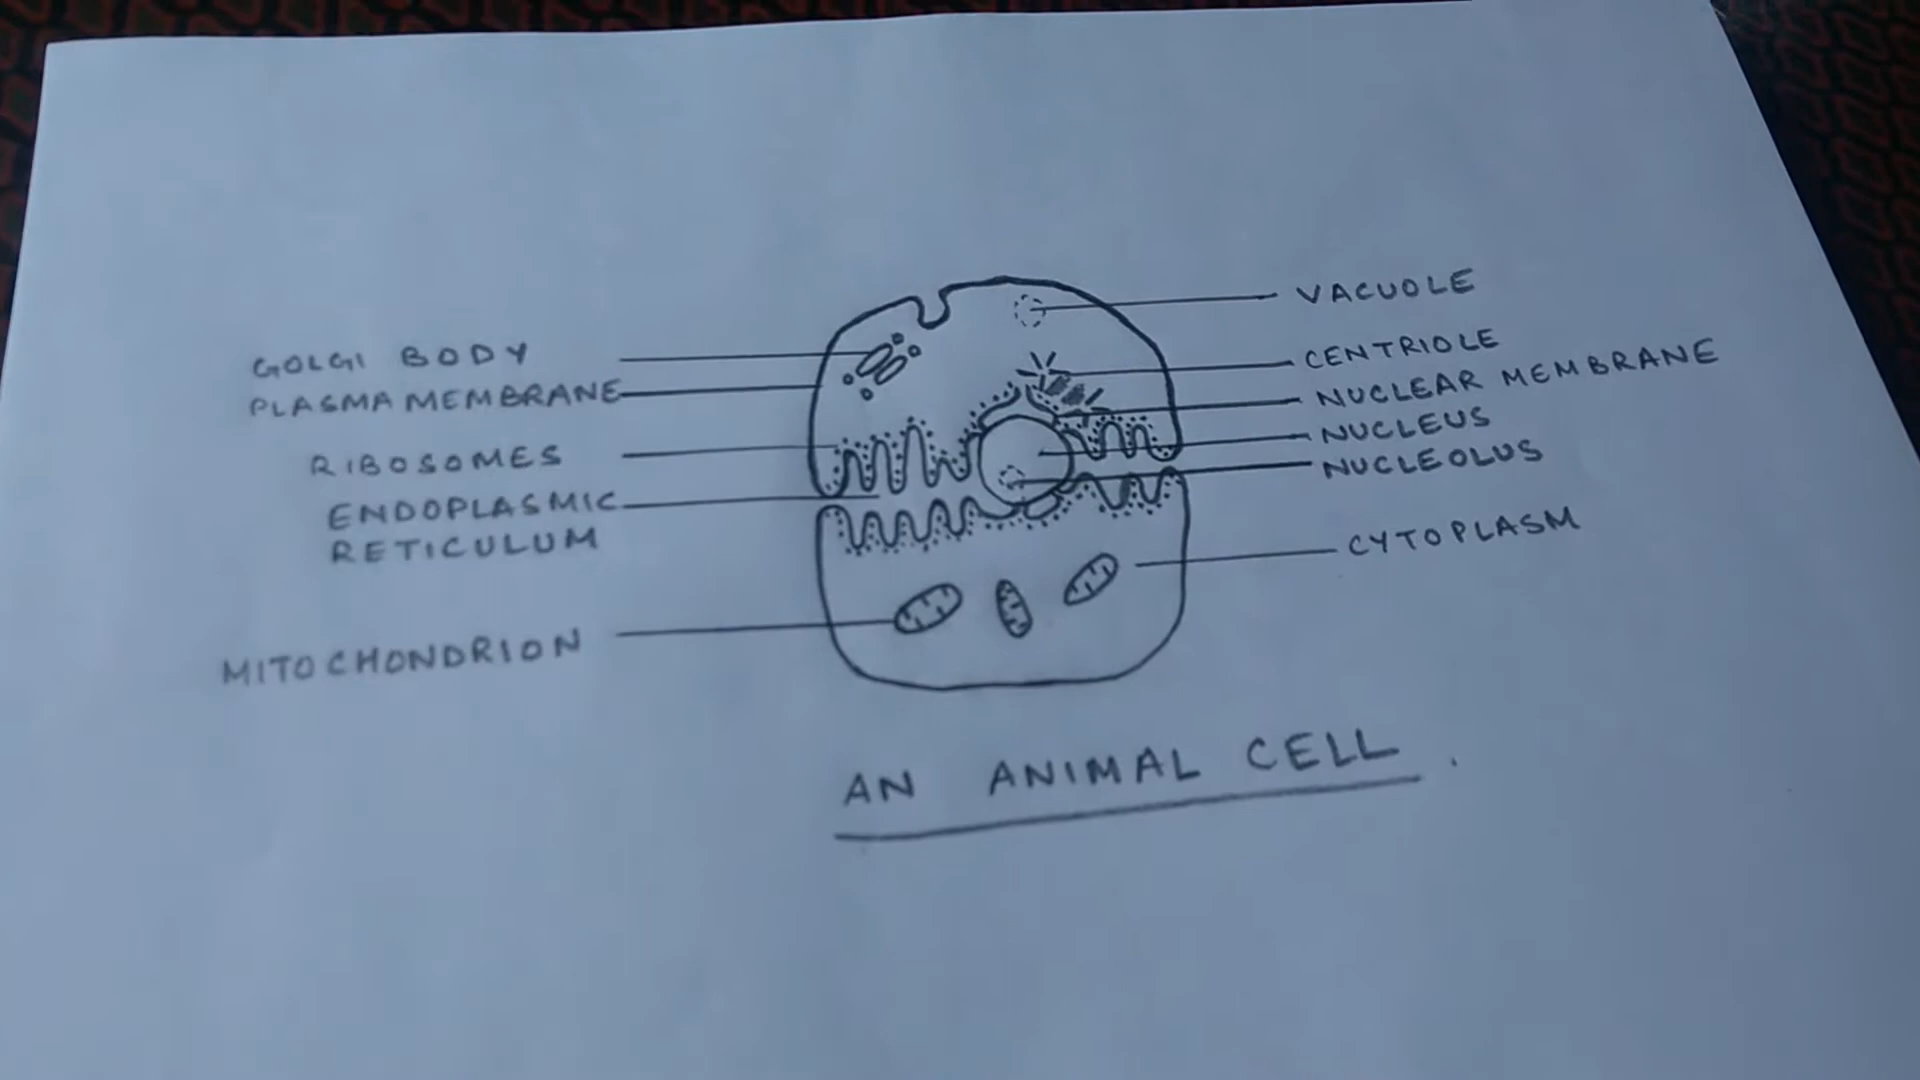 GOLGI BODY
PLASMA MEMBRANE
RIBOSOMES
ENDOPLASMIC
RETICULUM
MITOCHONDRION
VACUOLE
CENTRIOLE
NUCLEAR MEMBRANE
NUCLEUS
NUCLEOLUS
CYTOPLASM
AN ANIMAL CELL.